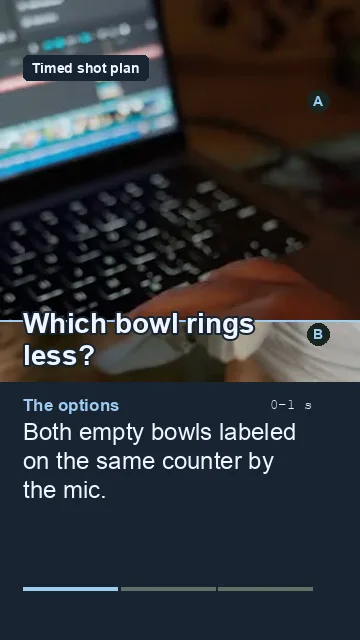 Timed shot plan
A
Which bowl rings
less?
B
The options
0–1 s
Both empty bowls labeled
on the same counter by
the mic.